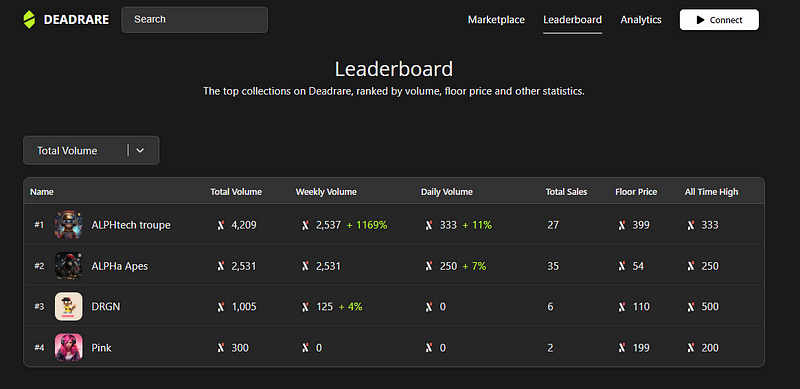 DEADRARE Search Marketplace Leaderboard Analytics Connect
Leaderboard
The top collections on Deadrare, ranked by volume, floor price and other statistics.
Total Volume
Name Total Volume Weekly Volume Daily Volume Total Sales Floor Price All Time High
#1 ALPHtech troupe 4,209 2,537 + 1169% 333 + 11% 27 399 333
#2 ALPHa Apes 2,531 2,531 250 + 7% 35 54 250
#3 DRGN 1,005 125 + 4% 0 6 110 500
#4 Pink 300 0 0 2 199 200